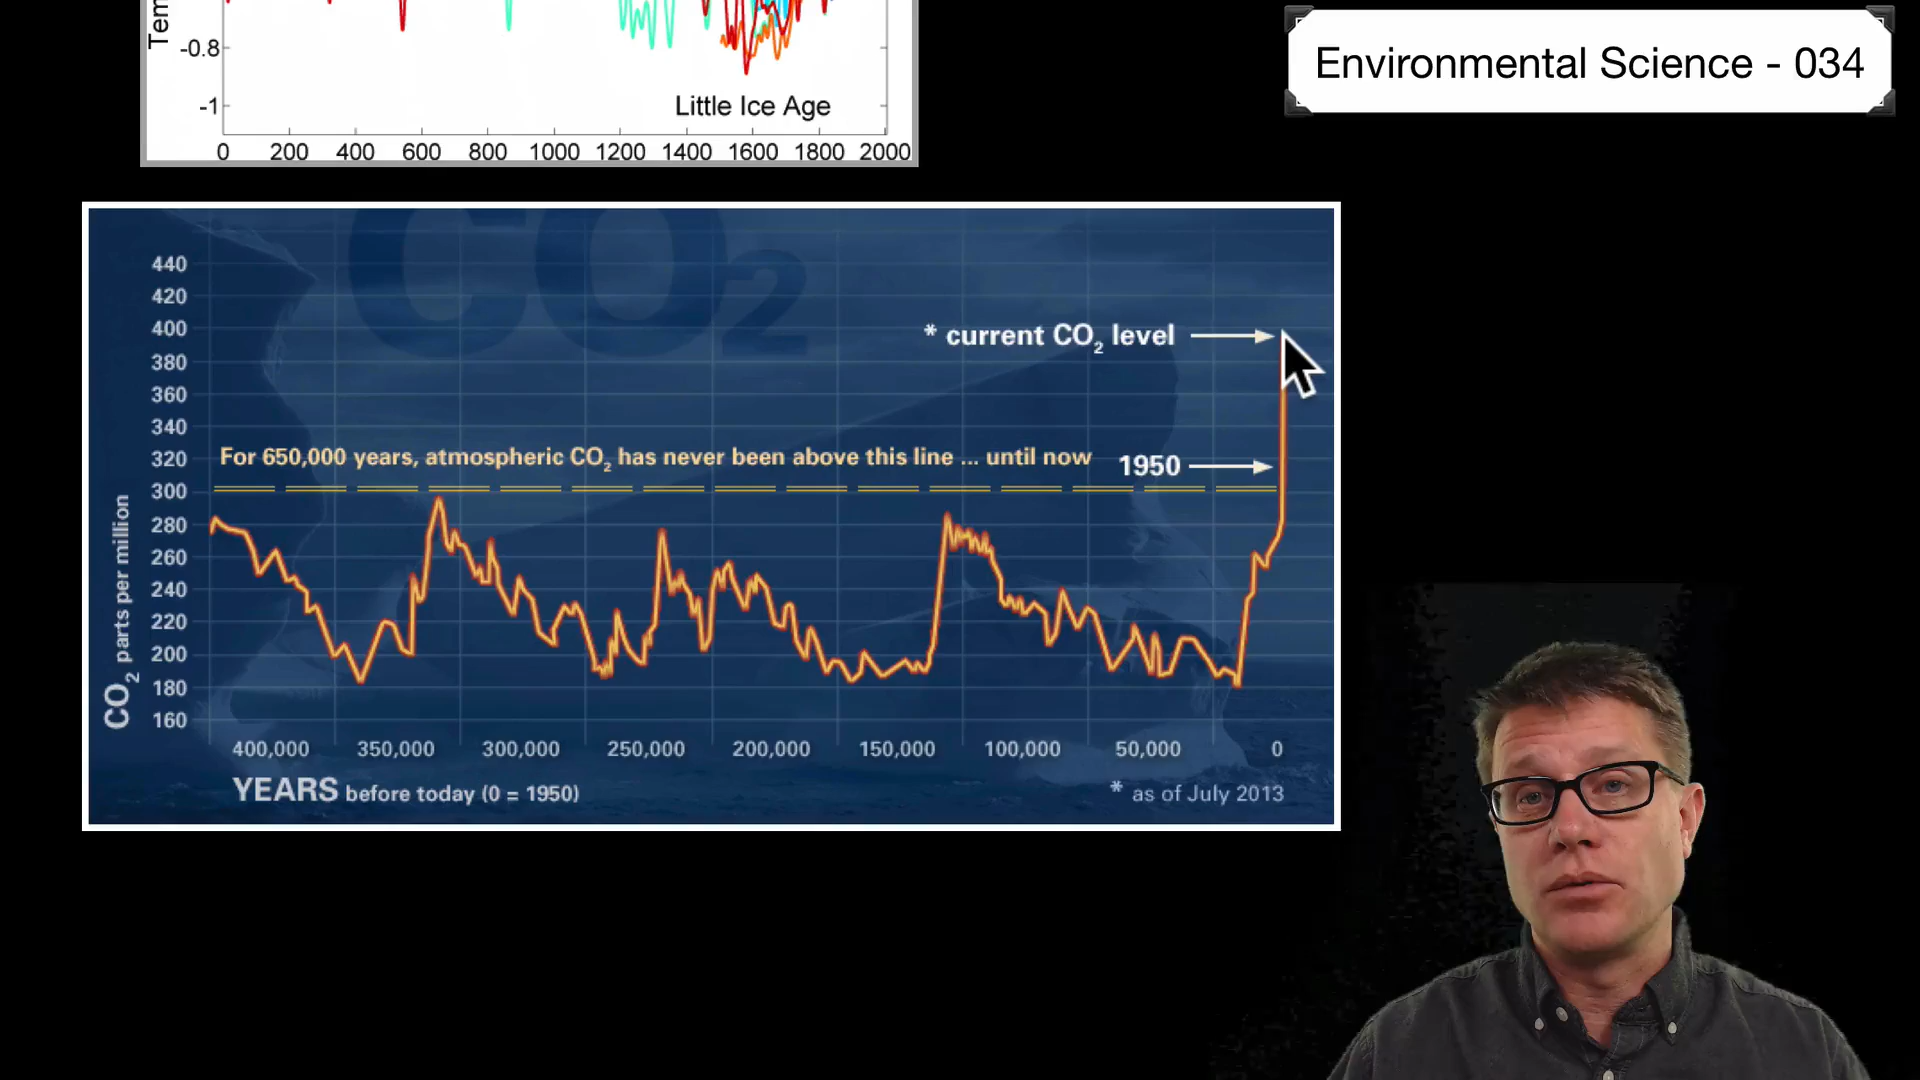 Tem
-0.8
-1
Little Ice Age
0 200 400 600 800 1000 1200 1400 1600 1800 2000
Environmental Science - 034
CO2
440
420
400
380
360
340
320
300
280
260
240
220
200
180
160
CO2 parts per million
* current CO2 level
For 650,000 years, atmospheric CO2 has never been above this line ... until now
1950
400,000 350,000 300,000 250,000 200,000 150,000 100,000 50,000 0
YEARS before today (0 = 1950)
* as of July 2013